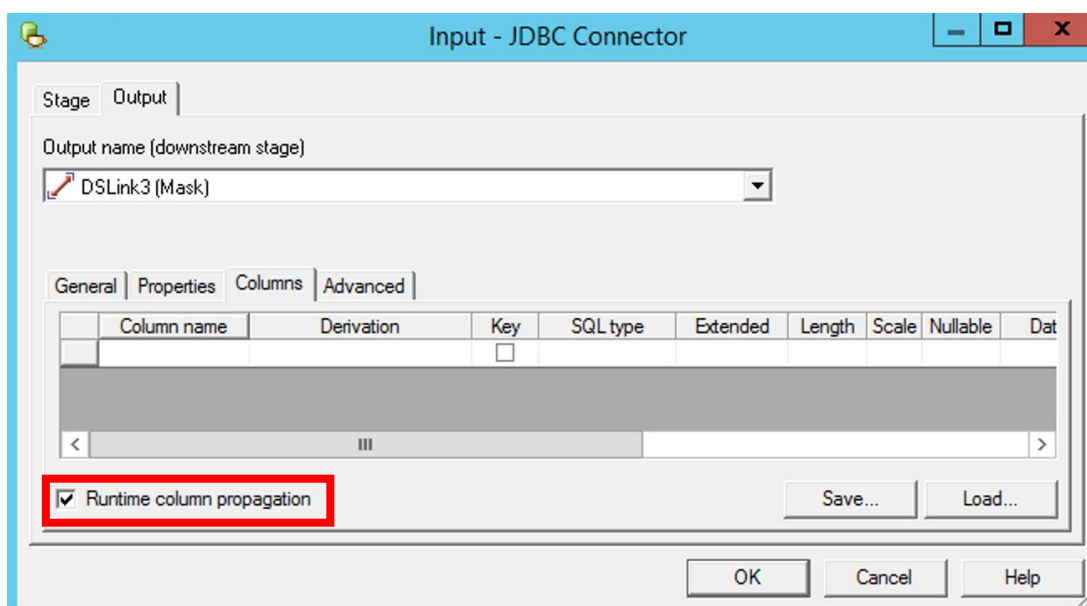 Input - JDBC Connector
Stage Output
Output name (downstream stage)
DSLink3 (Mask)
General Properties Columns Advanced
Column name Derivation Key SQL type Extended Length Scale Nullable Dat
Runtime column propagation Save... Load...
OK Cancel Help